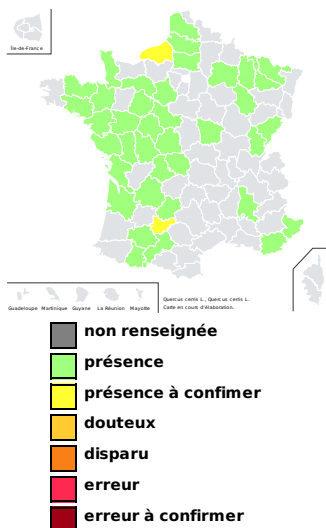 Île-de-France
Guadeloupe Martinique Guyane La Réunion Mayotte
Quercus cerris L., Quercus cerris L.
Carte en cours d'élaboration.
non renseignée
présence
présence à confimer
douteux
disparu
erreur
erreur à confirmer